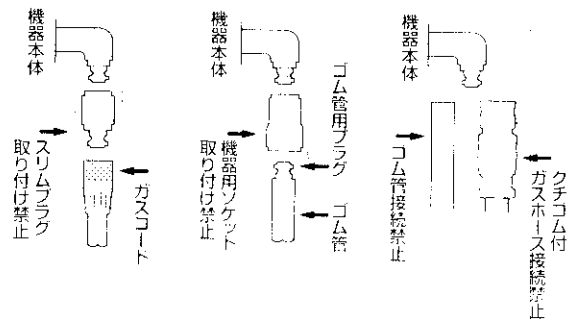 機器本体
スリムプラグ
取り付け禁止
ガスコード
機器本体
ゴム管用プラグ
機器用ソケット
取り付け禁止
ゴム管
機器本体
ゴム管接続禁止
クチゴム付
ガスホース接続禁止